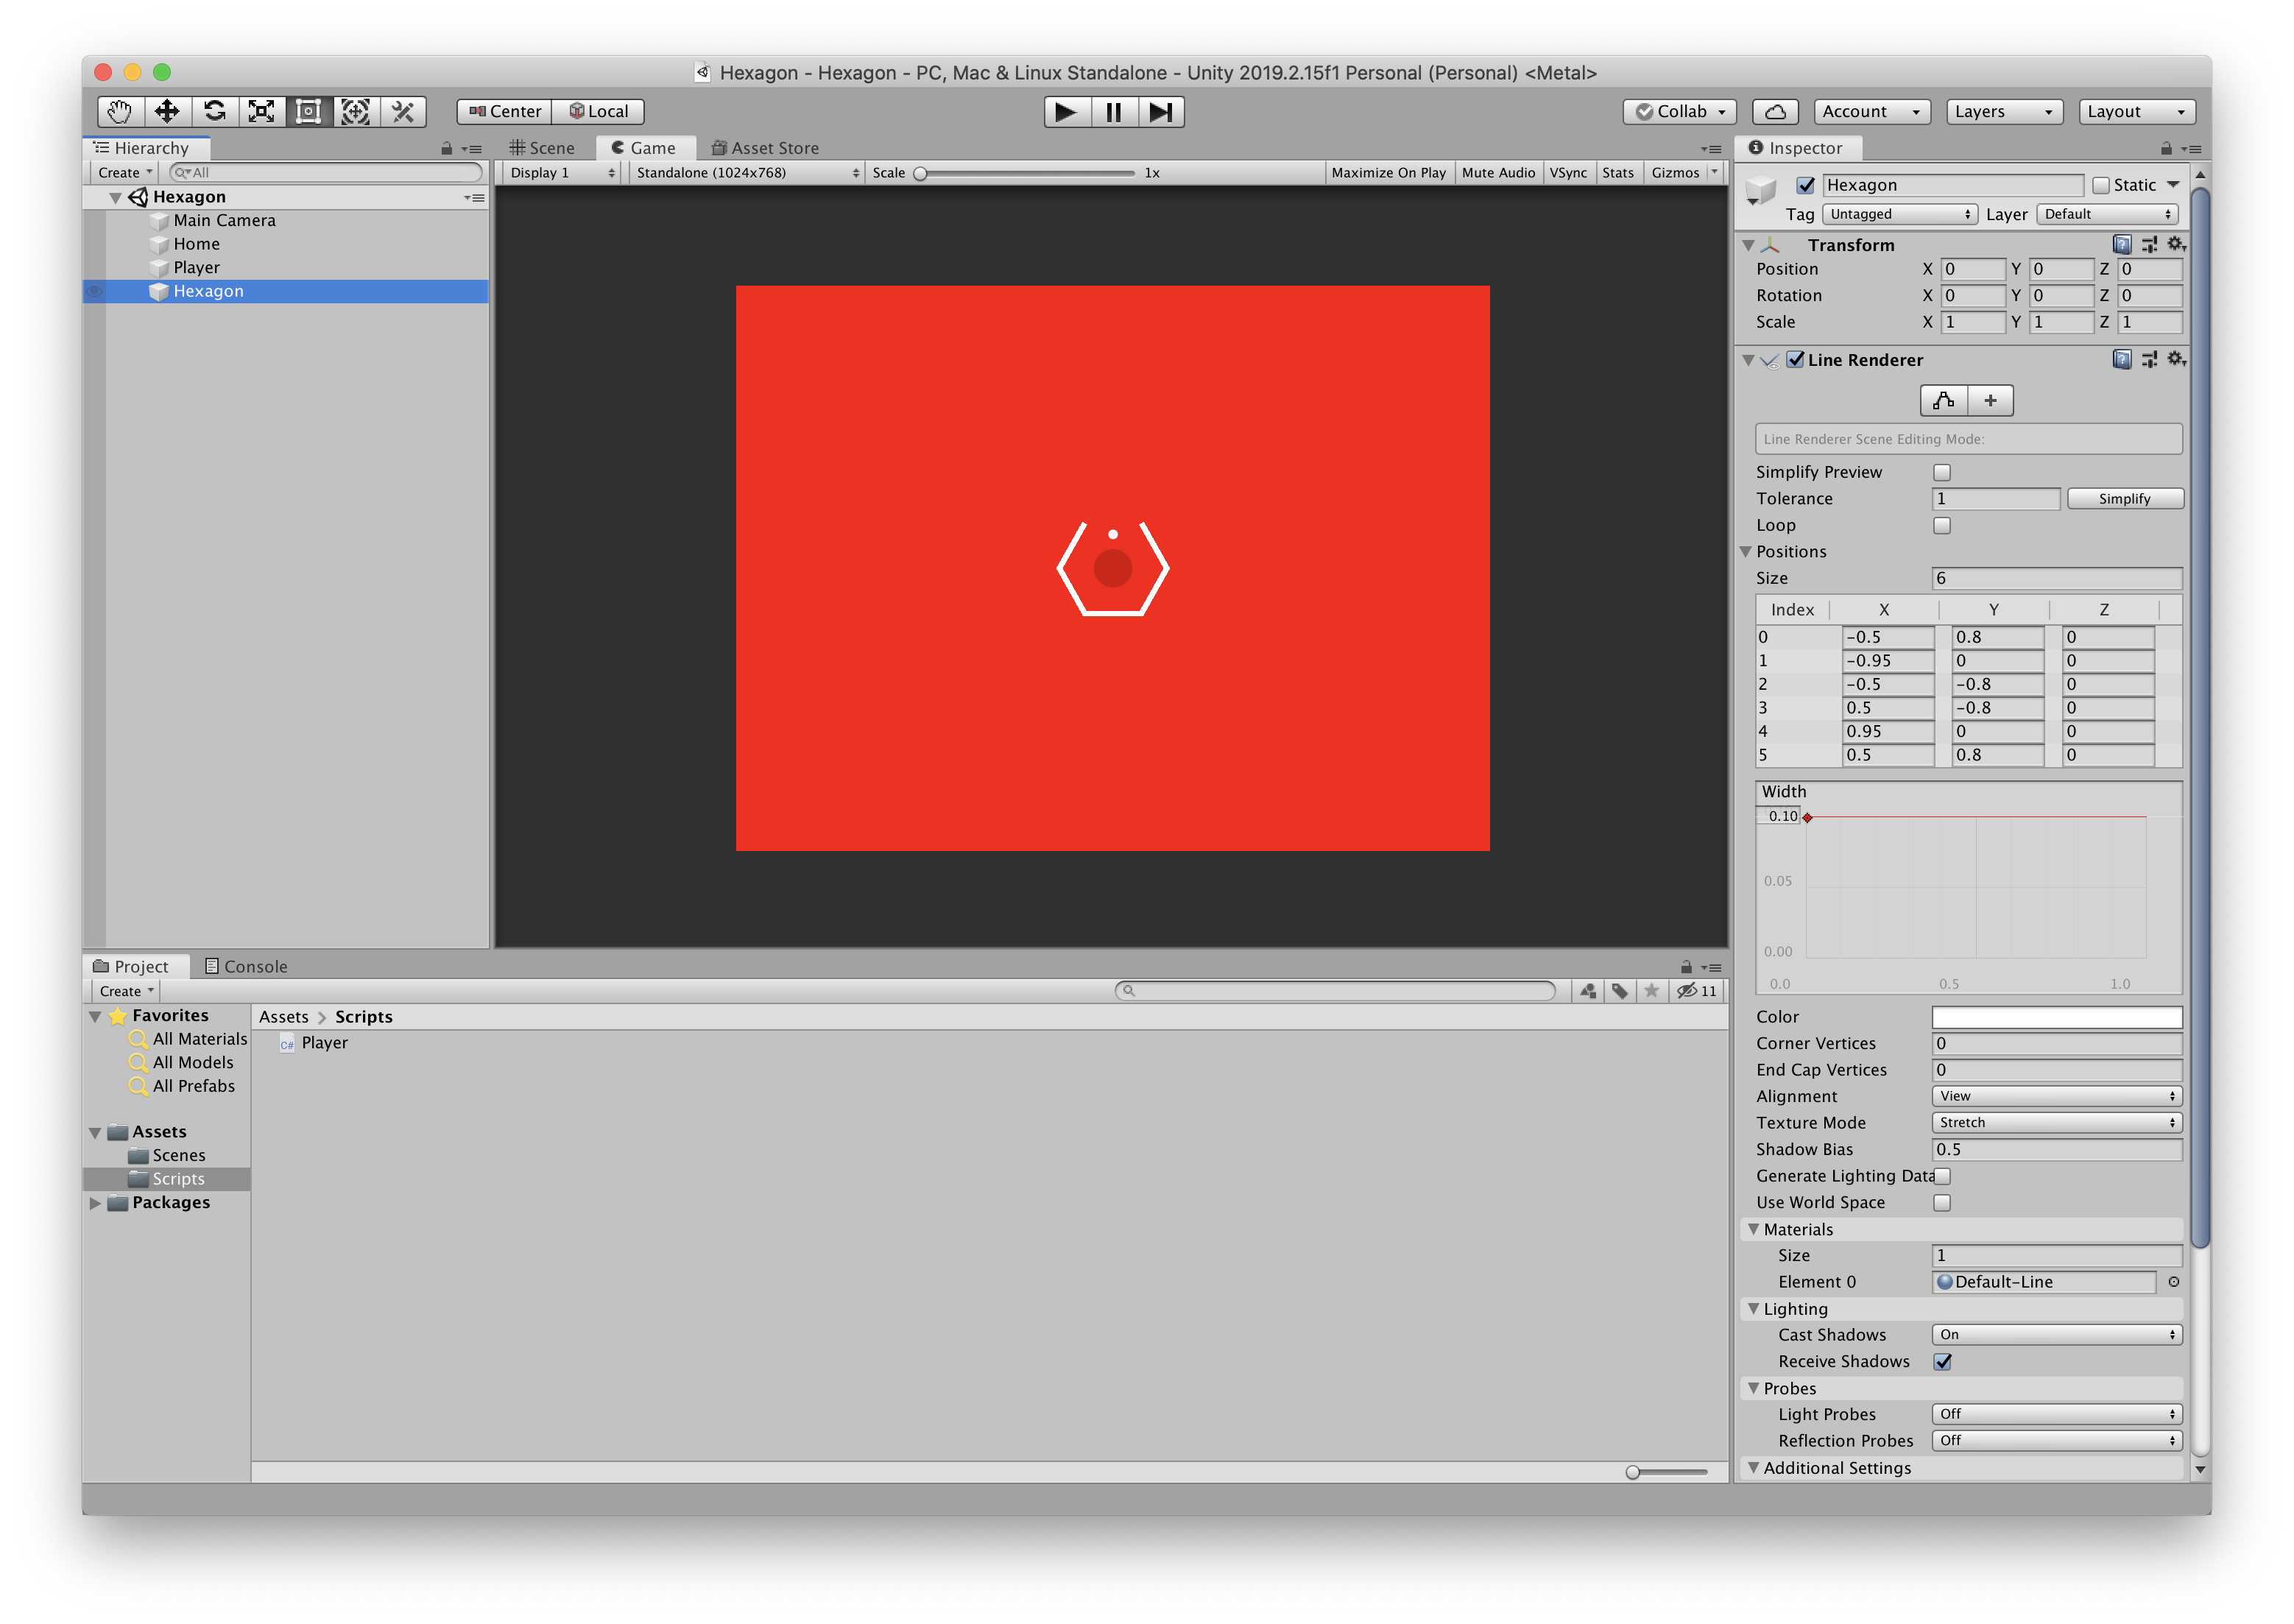 Hexagon - Hexagon - PC, Mac & Linux Standalone - Unity 2019.2.15f1 Personal (Personal) <Metal>
Center Local Collab Account Layers Layout
Hierarchy
Create All
Hexagon
Main Camera
Home
Player
Hexagon
Scene Game Asset Store
Display 1 Standalone (1024x768) Scale 1x Maximize On Play Mute Audio VSync Stats Gizmos
Project Console
Create 11
Favorites
All Materials
All Models
All Prefabs
Assets
Scenes
Scripts
Packages
Assets > Scripts
C# Player
Inspector
Hexagon Static
Tag Untagged Layer Default
Transform
Position X 0 Y 0 Z 0
Rotation X 0 Y 0 Z 0
Scale X 1 Y 1 Z 1
Line Renderer
+
Line Renderer Scene Editing Mode:
Simplify Preview
Tolerance 1 Simplify
Loop
Positions
Size 6
Index X Y Z
0 -0.5 0.8 0
1 -0.95 0 0
2 -0.5 -0.8 0
3 0.5 -0.8 0
4 0.95 0 0
5 0.5 0.8 0
Width
0.10
0.05
0.00
0.0 0.5 1.0
Color
Corner Vertices 0
End Cap Vertices 0
Alignment View
Texture Mode Stretch
Shadow Bias 0.5
Generate Lighting Data
Use World Space
Materials
Size 1
Element 0 Default-Line
Lighting
Cast Shadows On
Receive Shadows
Probes
Light Probes Off
Reflection Probes Off
Additional Settings